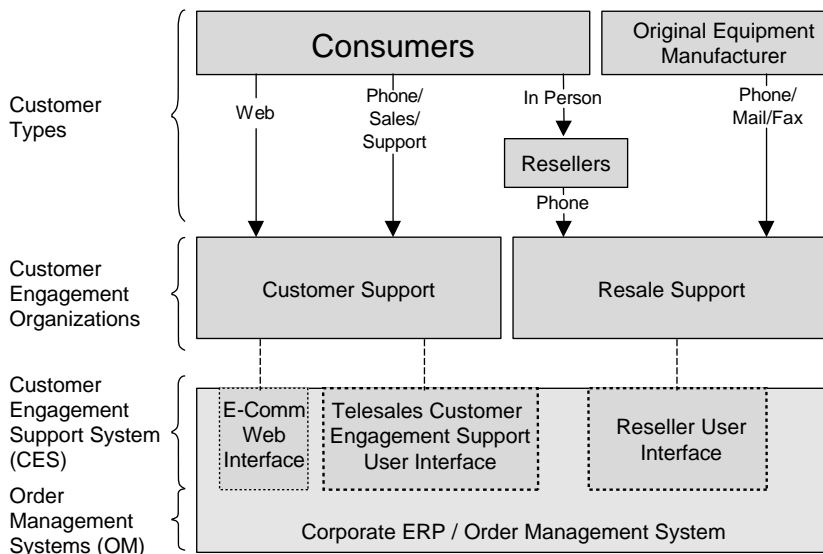 Consumers
Original Equipment
Manufacturer
Customer
Types
Web
Phone/
Sales/
Support
In Person
Phone/
Mail/Fax
Resellers
Phone
Customer
Engagement
Organizations
Customer Support
Resale Support
Customer
Engagement
Support System
(CES)
E-Comm
Web
Interface
Telesales Customer
Engagement Support
User Interface
Reseller User
Interface
Order
Management
Systems (OM)
Corporate ERP / Order Management System